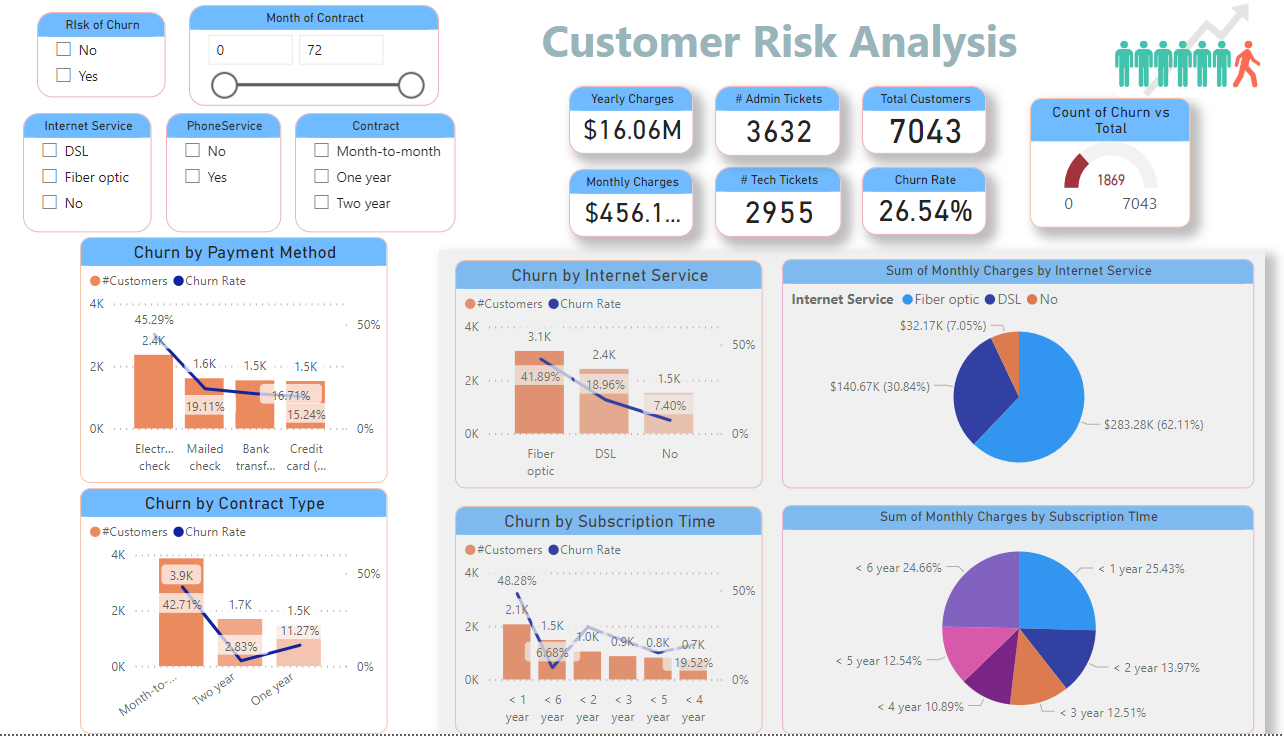 RIsk of Churn
No
Yes
Month of Contract
0
72
Customer Risk Analysis
Internet Service
DSL
Fiber optic
No
PhoneService
No
Yes
Contract
Month-to-month
One year
Two year
Yearly Charges
$16.06M
# Admin Tickets
3632
Total Customers
7043
Monthly Charges
$456.1...
# Tech Tickets
2955
Churn Rate
26.54%
Count of Churn vs
Total
1869
0
7043
Churn by Payment Method
#Customers
Churn Rate
4K
2K
0K
50%
0%
45.29%
2.4K
1.6K
1.5K
1.5K
19.11%
16.71%
15.24%
Electr...
check
Mailed
check
Bank
transf...
Credit
card (...
Churn by Contract Type
#Customers
Churn Rate
4K
2K
0K
50%
0%
3.9K
42.71%
1.7K
2.83%
1.5K
11.27%
Month-to-...
Two year
One year
Churn by Internet Service
#Customers
Churn Rate
4K
2K
0K
50%
0%
3.1K
41.89%
2.4K
18.96%
1.5K
7.40%
Fiber
optic
DSL
No
Sum of Monthly Charges by Internet Service
Internet Service
Fiber optic
DSL
No
$32.17K (7.05%)
$140.67K (30.84%)
$283.28K (62.11%)
Churn by Subscription TIme
#Customers
Churn Rate
4K
2K
0K
50%
0%
48.28%
2.1K
1.5K
6.68%
1.0K
0.9K
0.8K
0.7K
19.52%
< 1
year
< 6
year
< 2
year
< 3
year
< 5
year
< 4
year
Sum of Monthly Charges by Subscription TIme
< 6 year 24.66%
< 1 year 25.43%
< 5 year 12.54%
< 2 year 13.97%
< 4 year 10.89%
< 3 year 12.51%